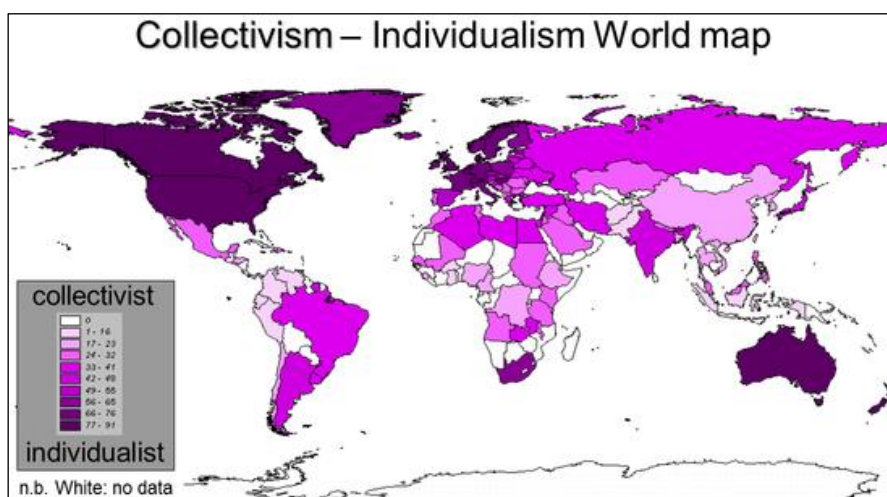 Collectivism – Individualism World map
collectivist
0
1 - 16
17 - 23
24 - 32
33 - 41
42 - 48
49 - 55
56 - 65
66 - 76
77 - 91
individualist
n.b. White: no data